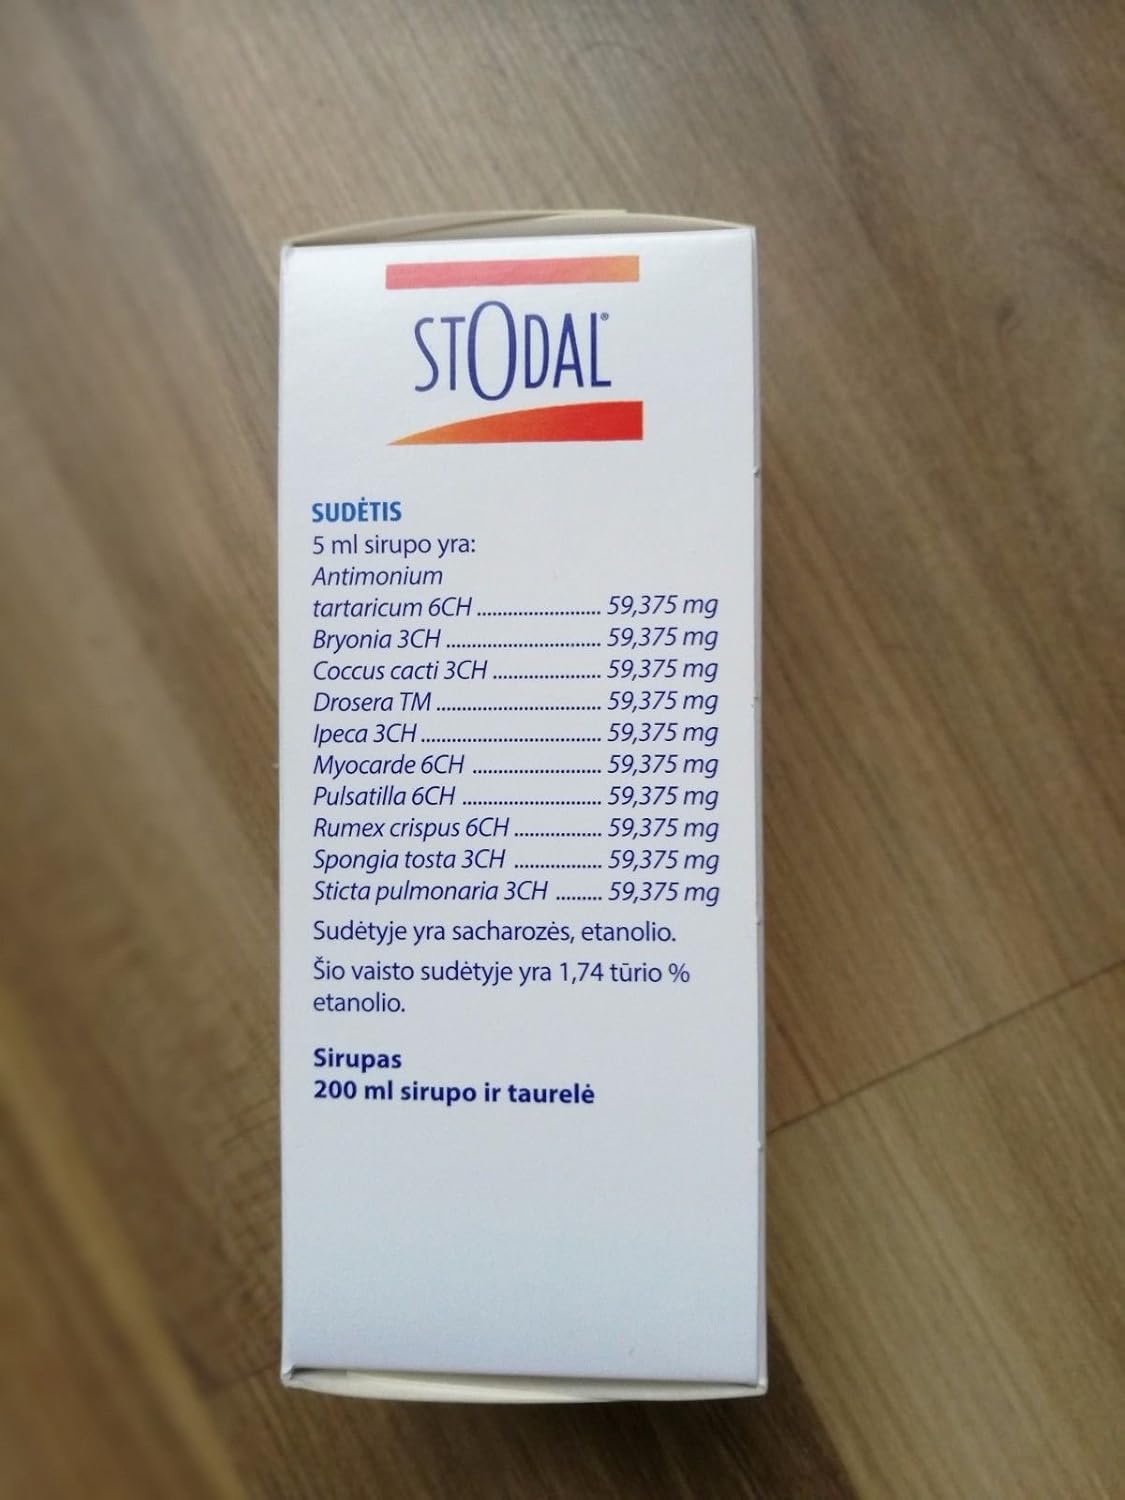 STODAL®
SUDĖTIS
5 ml sirupo yra:
Antimonium
tartaricum 6CH ........................ 59,375 mg
Bryonia 3CH .............................. 59,375 mg
Coccus cacti 3CH ..................... 59,375 mg
Drosera TM ................................ 59,375 mg
Ipeca 3CH ................................... 59,375 mg
Myocarde 6CH ......................... 59,375 mg
Pulsatilla 6CH ........................... 59,375 mg
Rumex crispus 6CH ................. 59,375 mg
Spongia tosta 3CH ................. 59,375 mg
Sticta pulmonaria 3CH ......... 59,375 mg
Sudėtyje yra sacharozės, etanolio.
Šio vaisto sudėtyje yra 1,74 tūrio %
etanolio.
Sirupas
200 ml sirupo ir taurelė